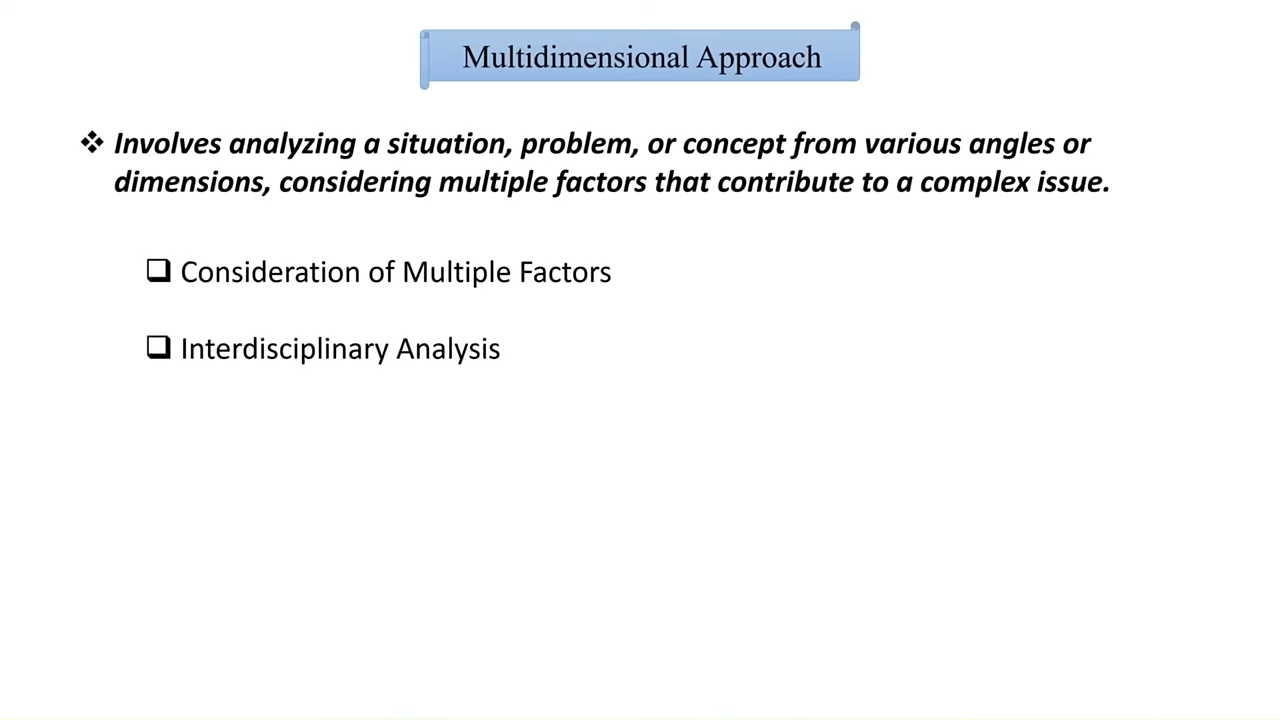 Multidimensional Approach
Involves analyzing a situation, problem, or concept from various angles or
dimensions, considering multiple factors that contribute to a complex issue.
Consideration of Multiple Factors
Interdisciplinary Analysis